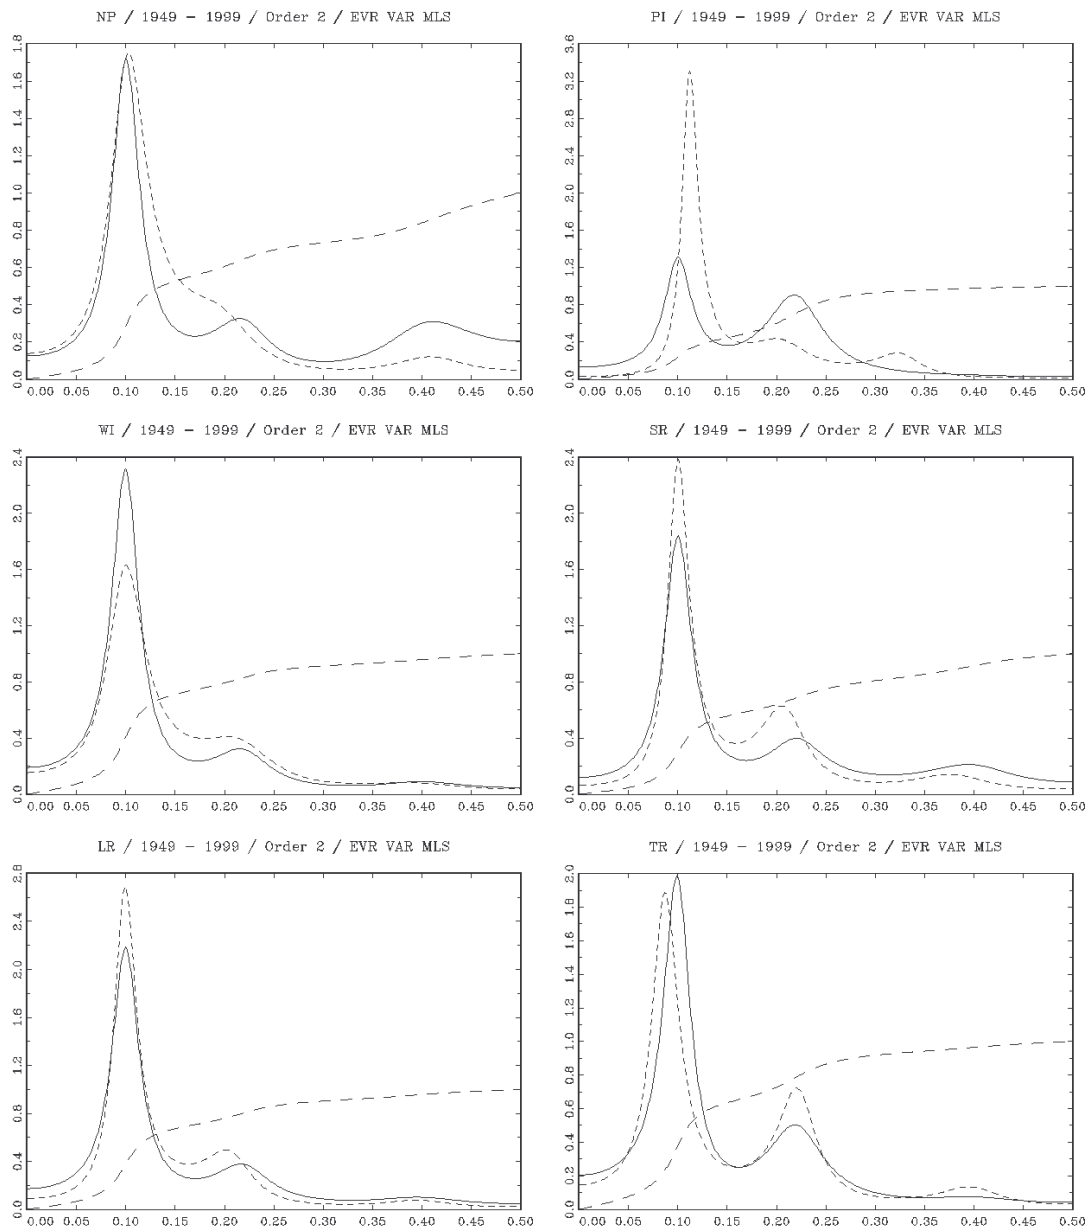 NP / 1949 - 1999 / Order 2 / EVR VAR MLS
0.0 0.2 0.4 0.6 0.8 1.0 1.2 1.4 1.6 1.8
0.00 0.05 0.10 0.15 0.20 0.25 0.30 0.35 0.40 0.45 0.50
PI / 1949 - 1999 / Order 2 / EVR VAR MLS
0.0 0.4 0.8 1.2 1.6 2.0 2.4 2.8 3.2 3.6
0.00 0.05 0.10 0.15 0.20 0.25 0.30 0.35 0.40 0.45 0.50
WI / 1949 - 1999 / Order 2 / EVR VAR MLS
0.0 0.4 0.8 1.2 1.6 2.0 2.4
0.00 0.05 0.10 0.15 0.20 0.25 0.30 0.35 0.40 0.45 0.50
SR / 1949 - 1999 / Order 2 / EVR VAR MLS
0.0 0.4 0.8 1.2 1.6 2.0 2.4
0.00 0.05 0.10 0.15 0.20 0.25 0.30 0.35 0.40 0.45 0.50
LR / 1949 - 1999 / Order 2 / EVR VAR MLS
0.0 0.4 0.8 1.2 1.6 2.0 2.4 2.8
0.00 0.05 0.10 0.15 0.20 0.25 0.30 0.35 0.40 0.45 0.50
TR / 1949 - 1999 / Order 2 / EVR VAR MLS
0.0 0.2 0.4 0.6 0.8 1.0 1.2 1.4 1.6 1.8 2.0
0.00 0.05 0.10 0.15 0.20 0.25 0.30 0.35 0.40 0.45 0.50